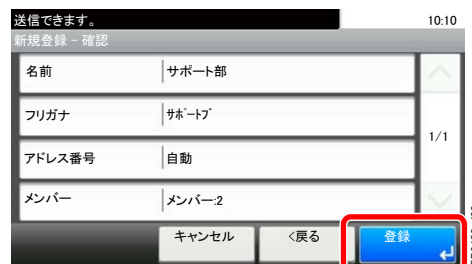 送信できます。
10:10
新規登録 - 確認
名前 サポート部
フリガナ ｻﾎﾟｰﾄﾌﾞ
1/1
アドレス番号 自動
メンバー メンバー:2
キャンセル <戻る 登録